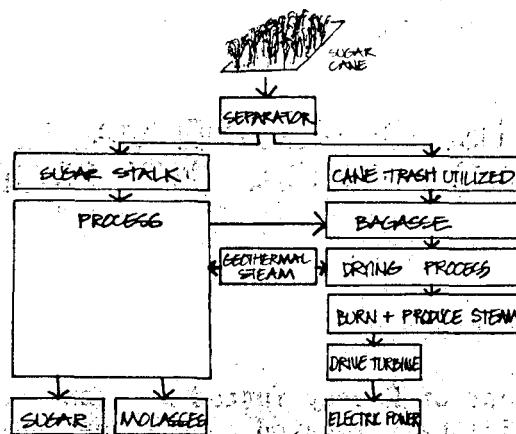 SUGAR
CANE
SEPARATOR
SUGAR STALK
CANE TRASH UTILIZED
PROCESS
BAGASSE
GEOTHERMAL
STEAM
DRYING PROCESS
BURN + PRODUCE STEAM
DRIVE TURBINE
SUGAR
MOLASSES
ELECTRIC POWER